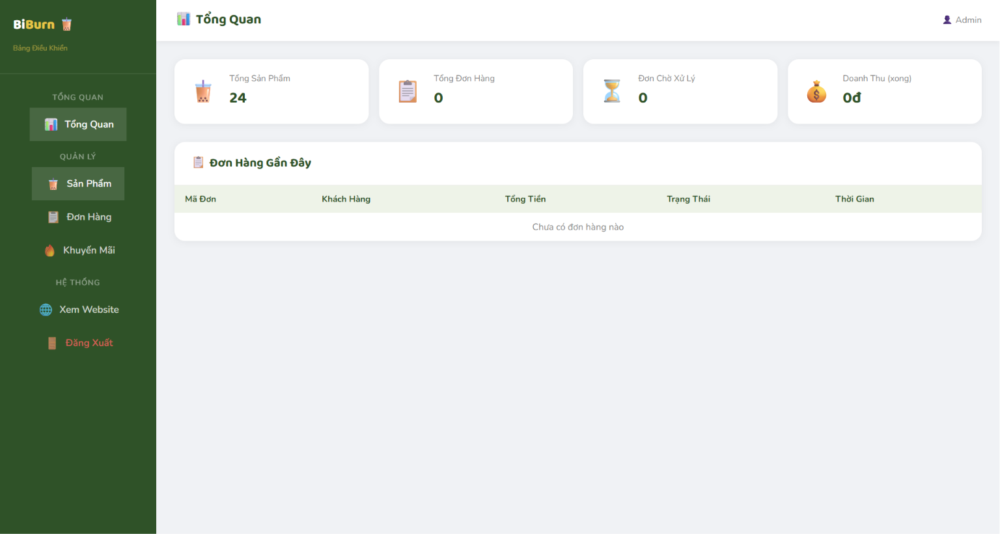 BiBurn
Bảng Điều Khiển
TỔNG QUAN
Tổng Quan
QUẢN LÝ
Sản Phẩm
Đơn Hàng
Khuyến Mãi
HỆ THỐNG
Xem Website
Đăng Xuất
Tổng Quan
Admin
Tổng Sản Phẩm
24
Tổng Đơn Hàng
0
Đơn Chờ Xử Lý
0
Doanh Thu (xong)
0đ
Đơn Hàng Gần Đây
Mã Đơn Khách Hàng Tổng Tiền Trạng Thái Thời Gian
Chưa có đơn hàng nào